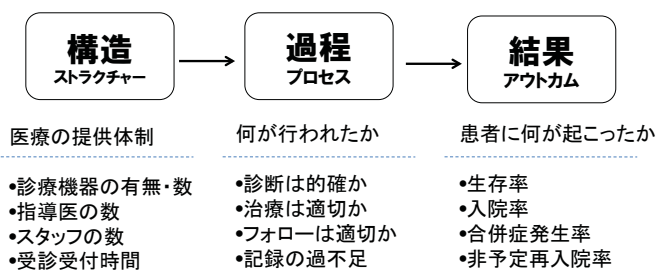 構造
ストラクチャー
過程
プロセス
結果
アウトカム
医療の提供体制
何が行われたか
患者に何が起こったか
•診療機器の有無・数
•指導医の数
•スタッフの数
•受診受付時間
•診断は的確か
•治療は適切か
•フォローは適切か
•記録の過不足
•生存率
•入院率
•合併症発生率
•非予定再入院率